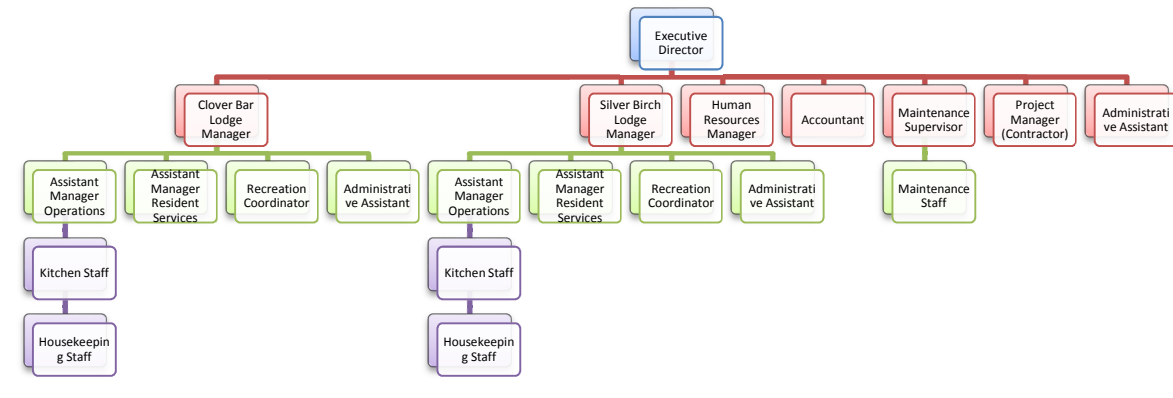 Executive
Director
Clover Bar
Lodge
Manager
Silver Birch
Lodge
Manager
Human
Resources
Manager
Accountant
Maintenance
Supervisor
Project
Manager
(Contractor)
Administrati
ve Assistant
Assistant
Manager
Operations
Assistant
Manager
Resident
Services
Recreation
Coordinator
Administrati
ve Assistant
Assistant
Manager
Operations
Assistant
Manager
Resident
Services
Recreation
Coordinator
Administrati
ve Assistant
Maintenance
Staff
Kitchen Staff
Kitchen Staff
Housekeepin
g Staff
Housekeepin
g Staff